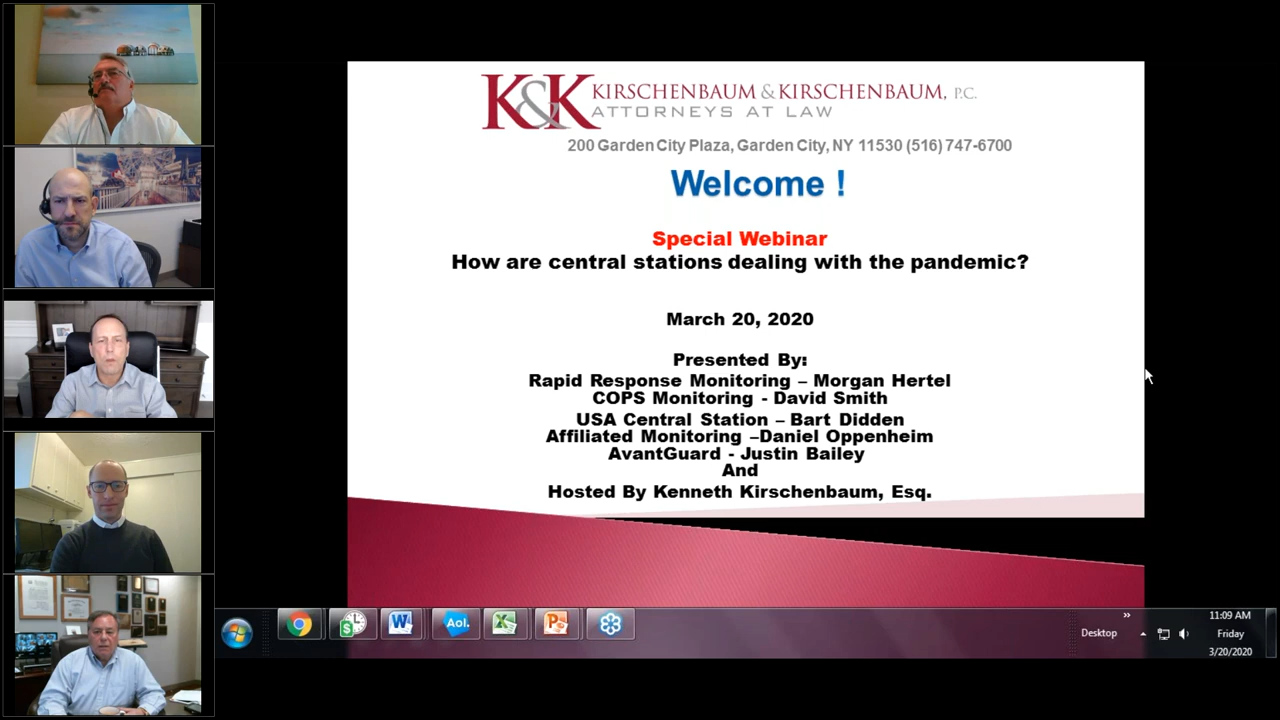 K&K KIRSCHENBAUM & KIRSCHENBAUM, P.C.
ATTORNEYS AT LAW
200 Garden City Plaza, Garden City, NY 11530 (516) 747-6700
Welcome !
Special Webinar
How are central stations dealing with the pandemic?
March 20, 2020
Presented By:
Rapid Response Monitoring – Morgan Hertel
COPS Monitoring - David Smith
USA Central Station – Bart Didden
Affiliated Monitoring –Daniel Oppenheim
AvantGuard - Justin Bailey
And
Hosted By Kenneth Kirschenbaum, Esq.
Aol.
Desktop
»
11:09 AM
Friday
3/20/2020